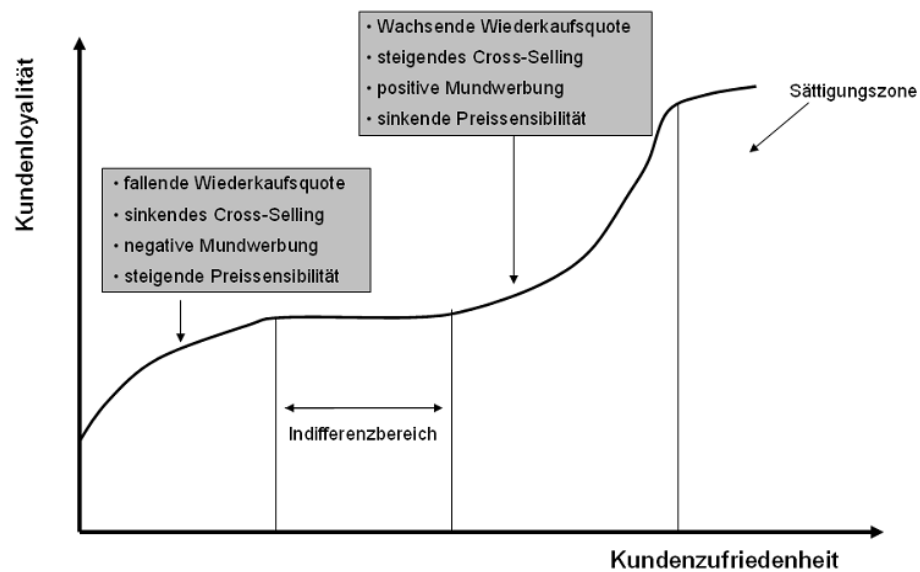 • Wachsende Wiederkaufsquote
• steigendes Cross-Selling
• positive Mundwerbung
• sinkende Preissensibilität
Sättigungszone
Kundenloyalität
• fallende Wiederkaufsquote
• sinkendes Cross-Selling
• negative Mundwerbung
• steigende Preissensibilität
Indifferenzbereich
Kundenzufriedenheit